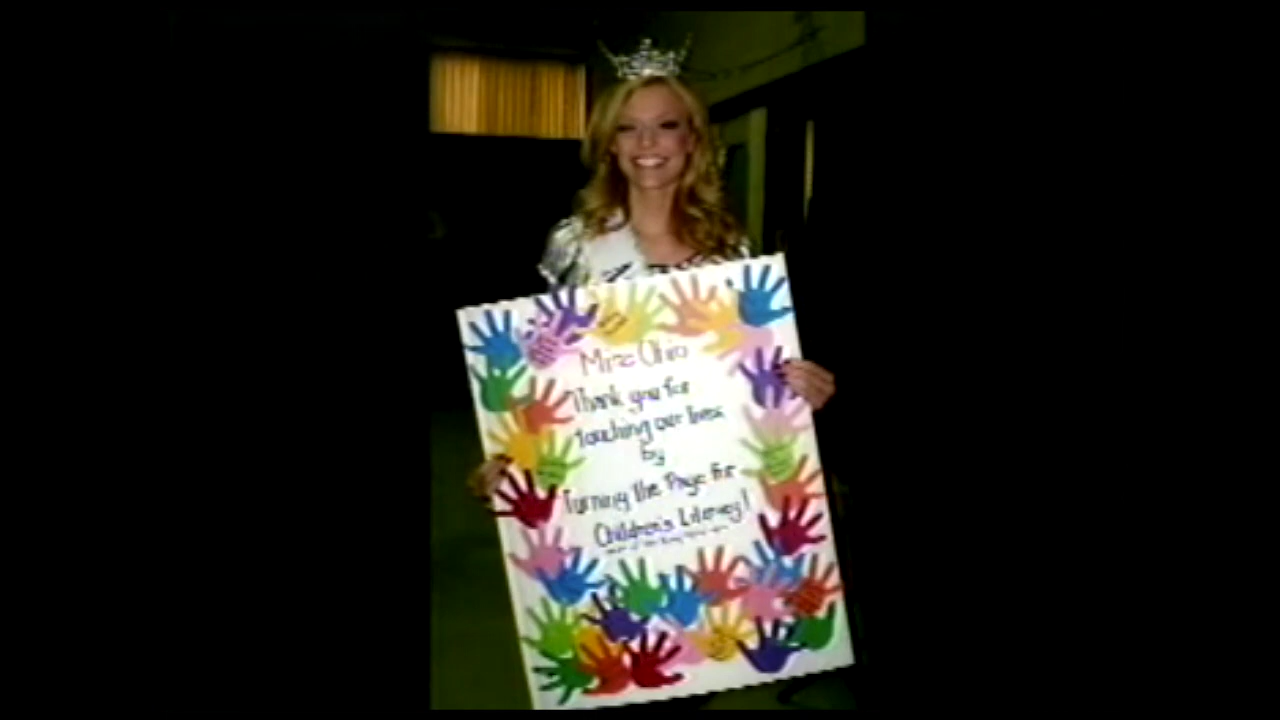 Miss Ohio
Thank you for
touching our lives
by
Turning the Page for
Children's Literacy!